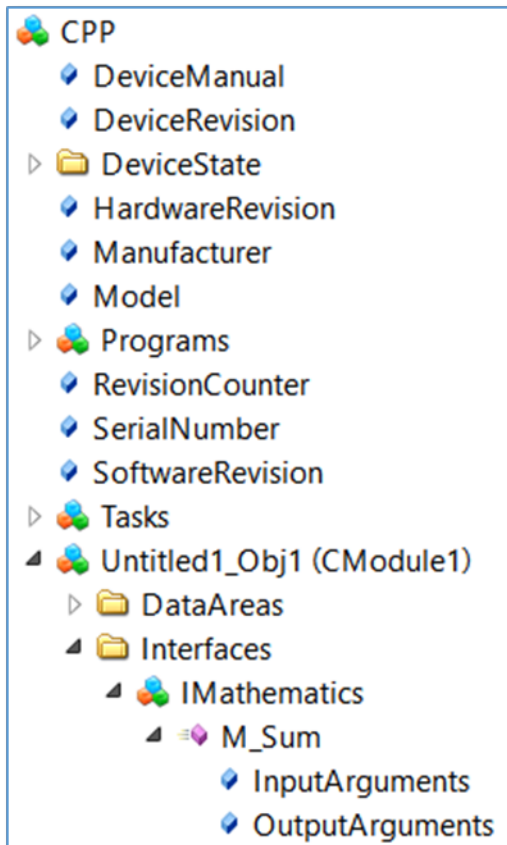 CPP
DeviceManual
DeviceRevision
DeviceState
HardwareRevision
Manufacturer
Model
Programs
RevisionCounter
SerialNumber
SoftwareRevision
Tasks
Untitled1_Obj1 (CModule1)
DataAreas
Interfaces
IMathematics
M_Sum
InputArguments
OutputArguments